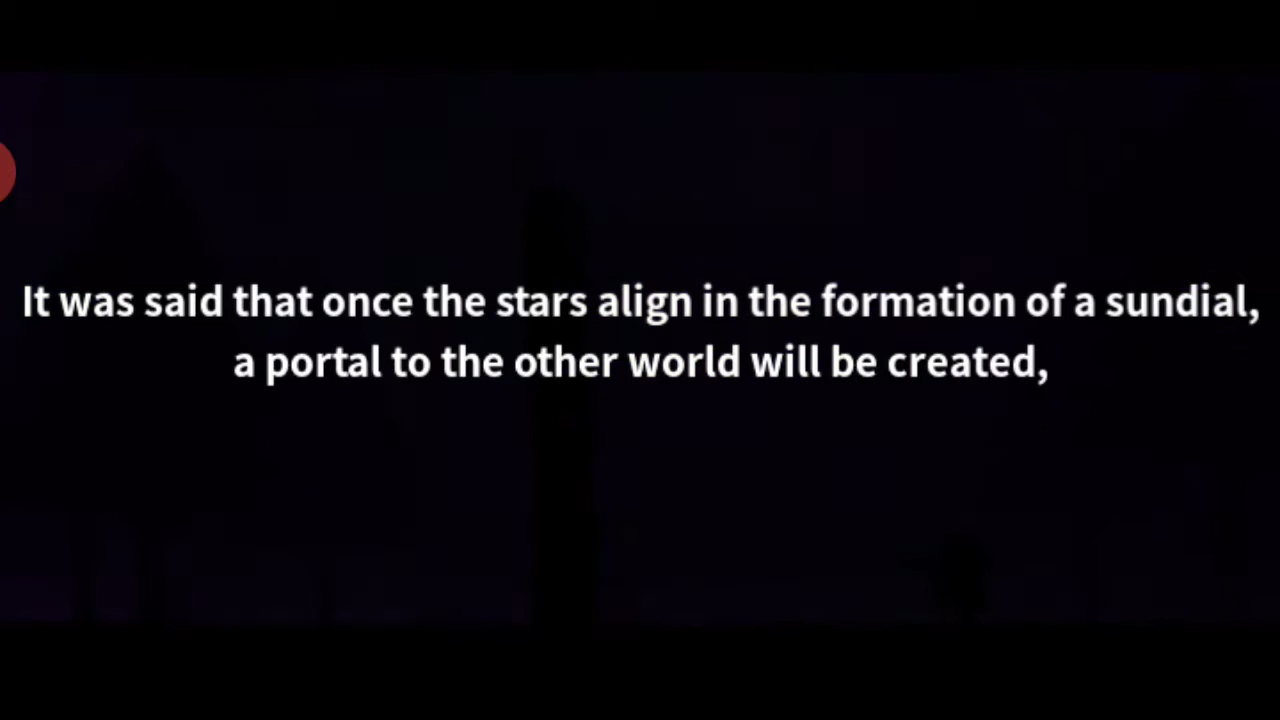 It was said that once the stars align in the formation of a sundial,
a portal to the other world will be created,